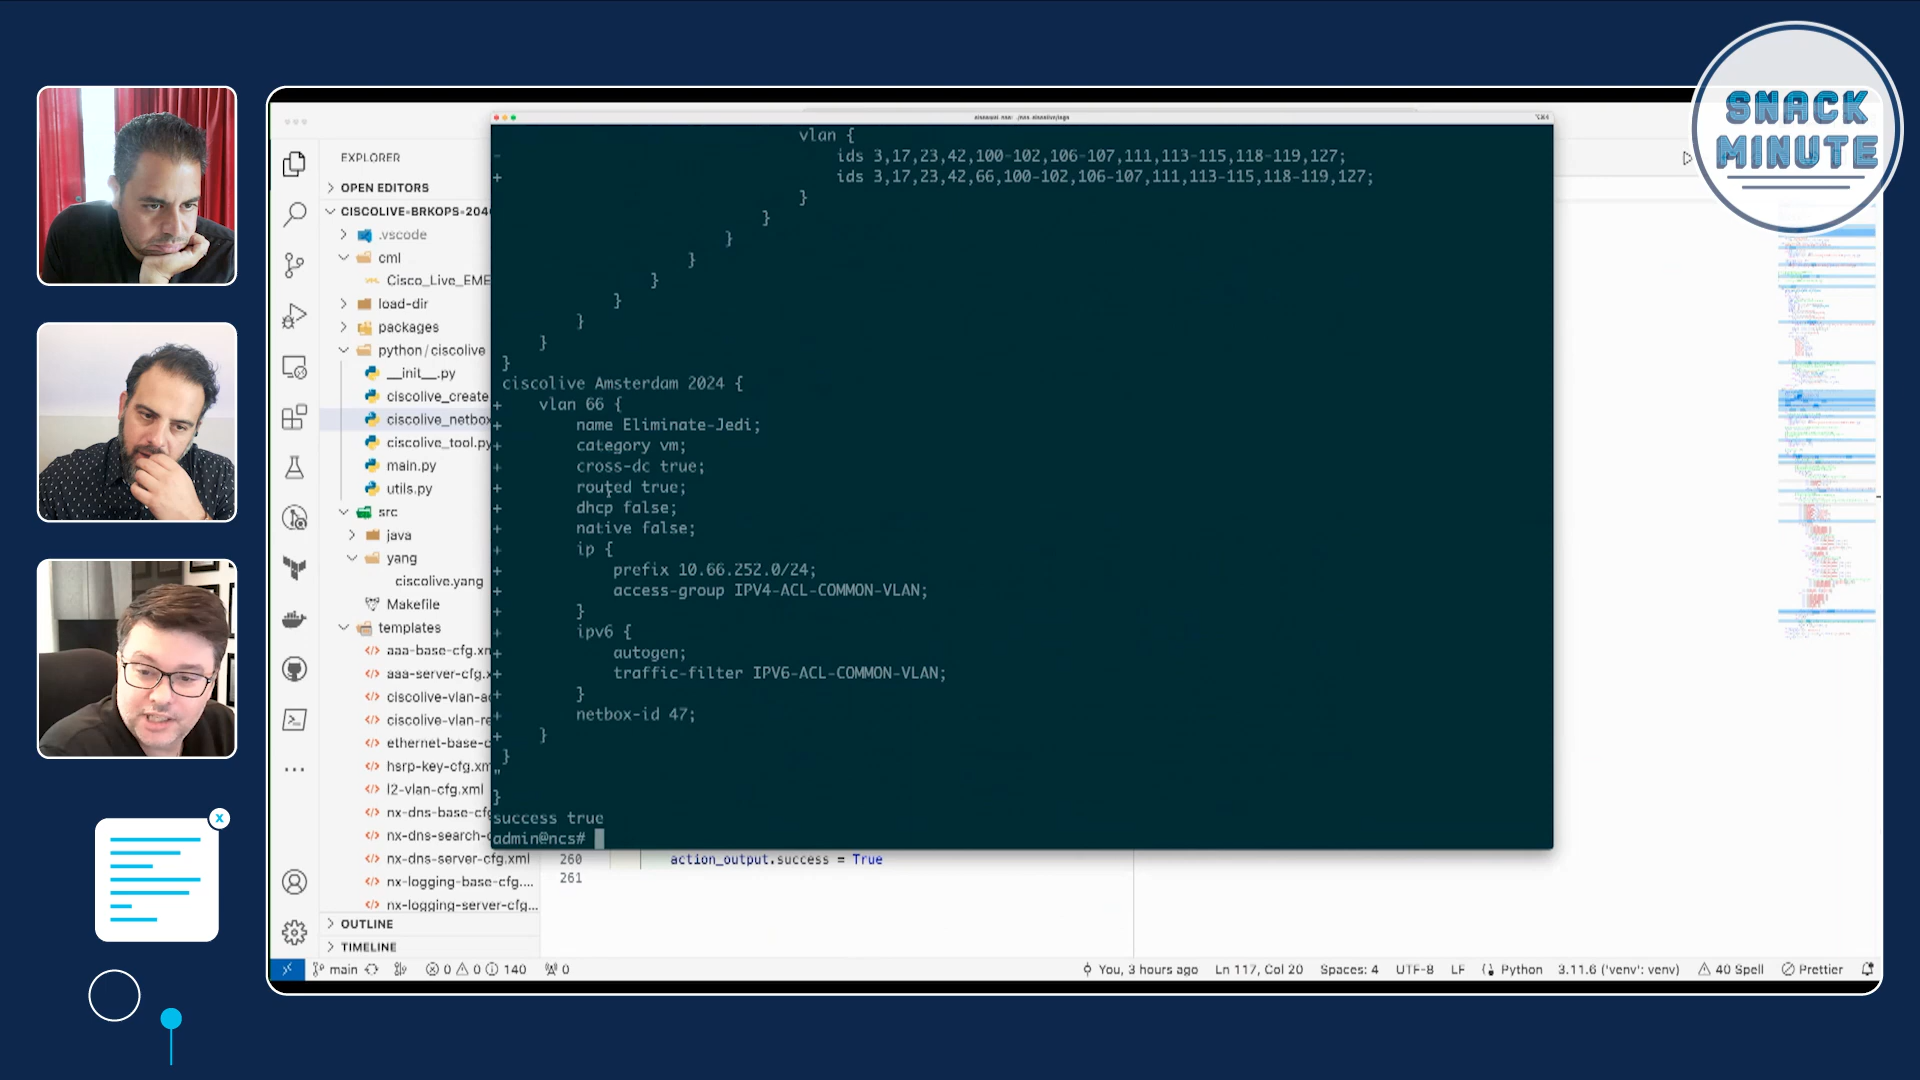 SNACK
MINUTE
EXPLORER
OPEN EDITORS
CISCOLIVE-BRKOPS-204
.vscode
cml
Cisco_Live_EME
load-dir
packages
python/ciscolive
__init__.py
ciscolive_create
ciscolive_netbox
ciscolive_tool.py
main.py
utils.py
src
java
yang
ciscolive.yang
Makefile
templates
aaa-base-cfg.xm
aaa-server-cfg.x
ciscolive-vlan-a
ciscolive-vlan-re
ethernet-base-c
hsrp-key-cfg.xm
l2-vlan-cfg.xml
nx-dns-base-cfg
nx-dns-search-c
nx-dns-server-cfg.xml
nx-logging-base-cfg....
nx-logging-server-cfg...
OUTLINE
TIMELINE
vlan {
- ids 3,17,23,42,100-102,106-107,111,113-115,118-119,127;
+ ids 3,17,23,42,66,100-102,106-107,111,113-115,118-119,127;
}
}
}
}
}
}
}
}
}
ciscolive Amsterdam 2024 {
+ vlan 66 {
+ name Eliminate-Jedi;
+ category vm;
+ cross-dc true;
+ routed true;
+ dhcp false;
+ native false;
+ ip {
+ prefix 10.66.252.0/24;
+ access-group IPV4-ACL-COMMON-VLAN;
+ }
+ ipv6 {
+ autogen;
+ traffic-filter IPV6-ACL-COMMON-VLAN;
+ }
+ netbox-id 47;
+ }
}
"
}
success true
admin@ncs#
260 action_output.success = True
261
main 0 0 140 0 You, 3 hours ago Ln 117, Col 20 Spaces: 4 UTF-8 LF Python 3.11.6 ('venv': venv) 40 Spell Prettier
x